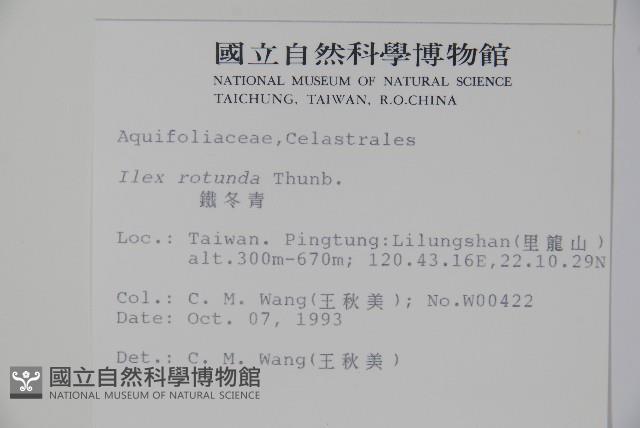 國立自然科學博物館
NATIONAL MUSEUM OF NATURAL SCIENCE
TAICHUNG, TAIWAN, R.O.CHINA
Aquifoliaceae,Celastrales
Ilex rotunda Thunb.
鐵冬青
Loc.: Taiwan. Pingtung:Lilungshan(里龍山)
alt.300m-670m; 120.43.16E,22.10.29N
Col.: C. M. Wang(王秋美); No.W00422
Date: Oct. 07, 1993
Det.: C. M. Wang(王秋美)
國立自然科學博物館
NATIONAL MUSEUM OF NATURAL SCIENCE